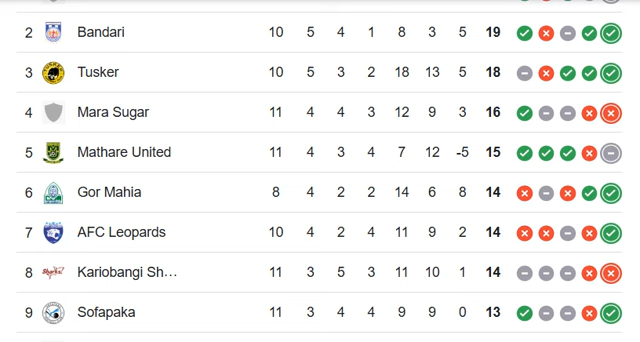 2 Bandari 10 5 4 1 8 3 5 19
3 Tusker 10 5 3 2 18 13 5 18
4 Mara Sugar 11 4 4 3 12 9 3 16
5 Mathare United 11 4 3 4 7 12 -5 15
6 Gor Mahia 8 4 2 2 14 6 8 14
7 AFC Leopards 10 4 2 4 11 9 2 14
8 Kariobangi Sh... 11 3 5 3 11 10 1 14
9 Sofapaka 11 3 4 4 9 9 0 13